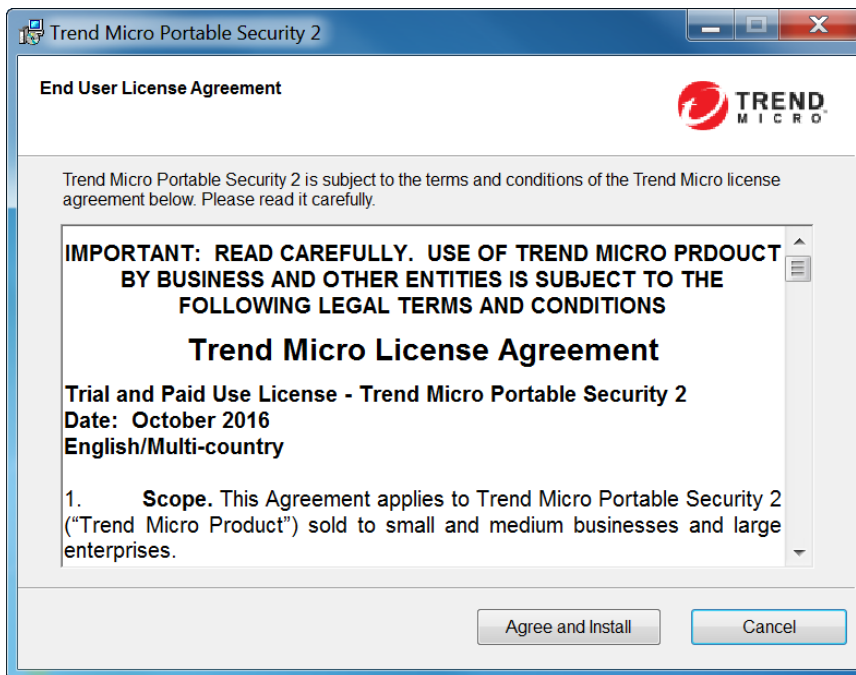 Trend Micro Portable Security 2
End User License Agreement
TREND
MICRO
Trend Micro Portable Security 2 is subject to the terms and conditions of the Trend Micro license
agreement below. Please read it carefully.
IMPORTANT:  READ CAREFULLY.  USE OF TREND MICRO PRDOUCT
BY BUSINESS AND OTHER ENTITIES IS SUBJECT TO THE
FOLLOWING LEGAL TERMS AND CONDITIONS
Trend Micro License Agreement
Trial and Paid Use License - Trend Micro Portable Security 2
Date:  October 2016
English/Multi-country
1. Scope. This Agreement applies to Trend Micro Portable Security 2
(“Trend Micro Product”) sold to small and medium businesses and large
enterprises.
Agree and Install
Cancel